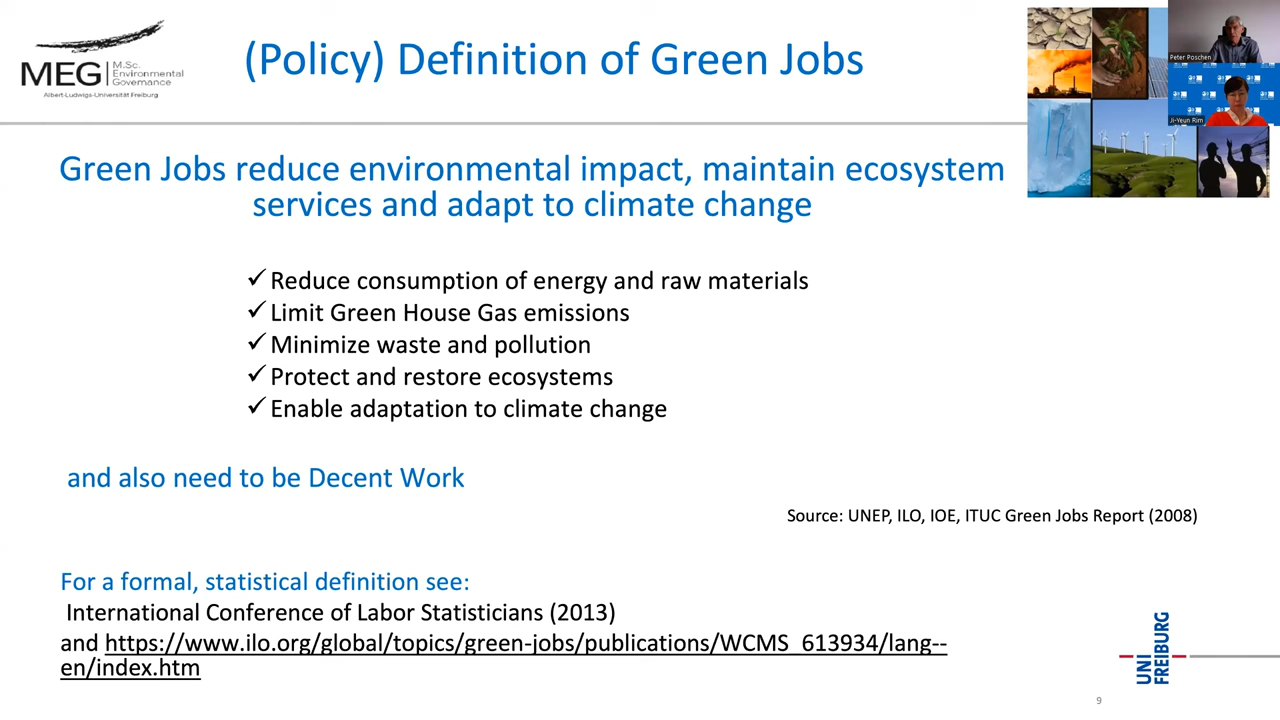 MEG
M.Sc.
Environmental
Governance
Albert-Ludwigs-Universität Freiburg
(Policy) Definition of Green Jobs
Peter Poschen
Ji-Yeun Rim
Green Jobs reduce environmental impact, maintain ecosystem
services and adapt to climate change
✓ Reduce consumption of energy and raw materials
✓ Limit Green House Gas emissions
✓ Minimize waste and pollution
✓ Protect and restore ecosystems
✓ Enable adaptation to climate change
and also need to be Decent Work
Source: UNEP, ILO, IOE, ITUC Green Jobs Report (2008)
For a formal, statistical definition see:
International Conference of Labor Statisticians (2013)
and https://www.ilo.org/global/topics/green-jobs/publications/WCMS_613934/lang--
en/index.htm
UNI
FREIBURG
9